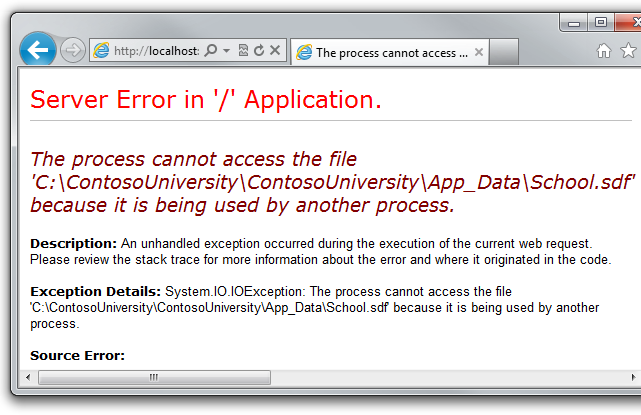 http://localhost:
The process cannot access ...
Server Error in '/' Application.
The process cannot access the file
'C:\ContosoUniversity\ContosoUniversity\App_Data\School.sdf'
because it is being used by another process.
Description: An unhandled exception occurred during the execution of the current web request.
Please review the stack trace for more information about the error and where it originated in the code.
Exception Details: System.IO.IOException: The process cannot access the file
'C:\ContosoUniversity\ContosoUniversity\App_Data\School.sdf' because it is being used by another
process.
Source Error: